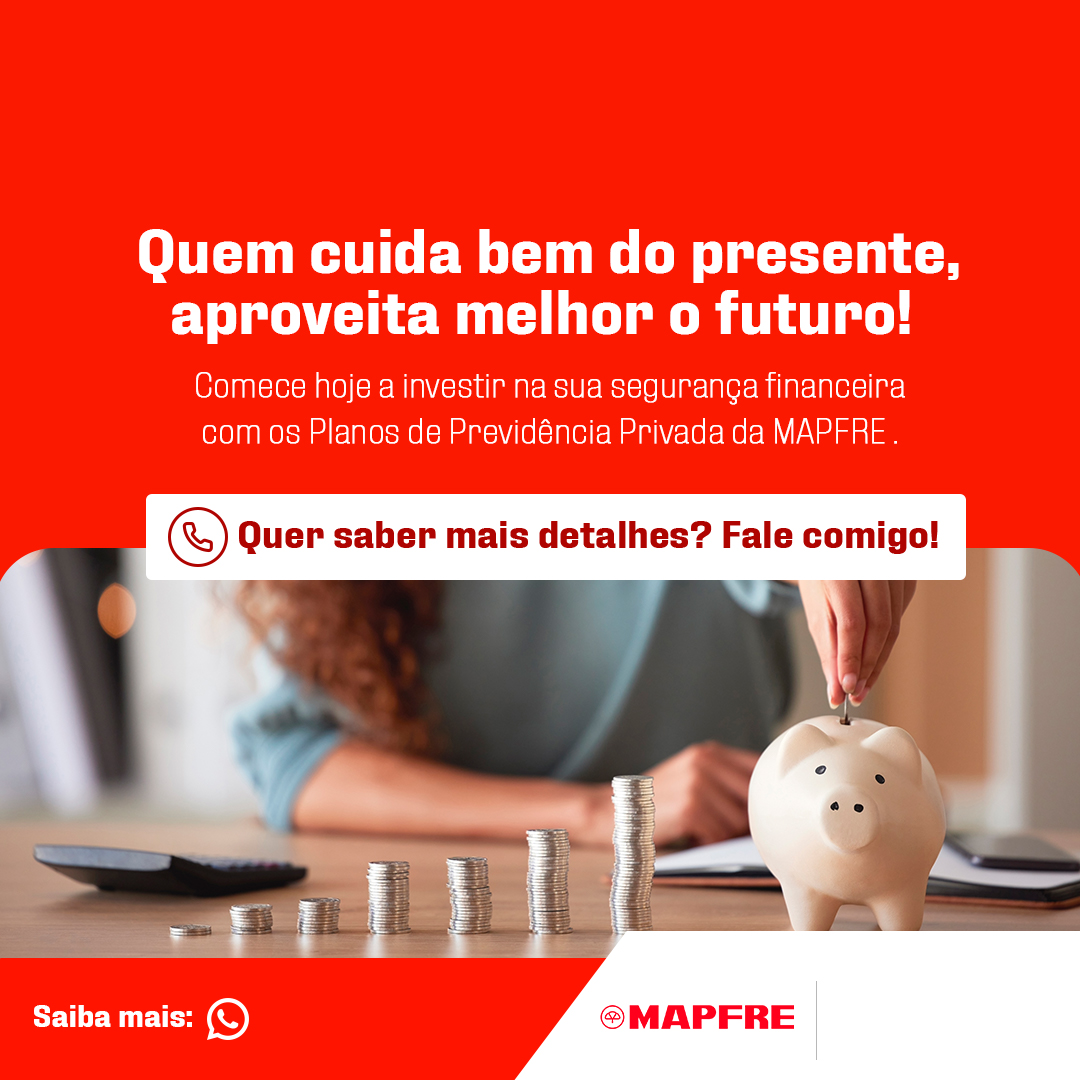 Quem cuida bem do presente,
aproveita melhor o futuro!
Comece hoje a investir na sua segurança financeira
com os Planos de Previdência Privada da MAPFRE .
Quer saber mais detalhes? Fale comigo!
Saiba mais:
MAPFRE